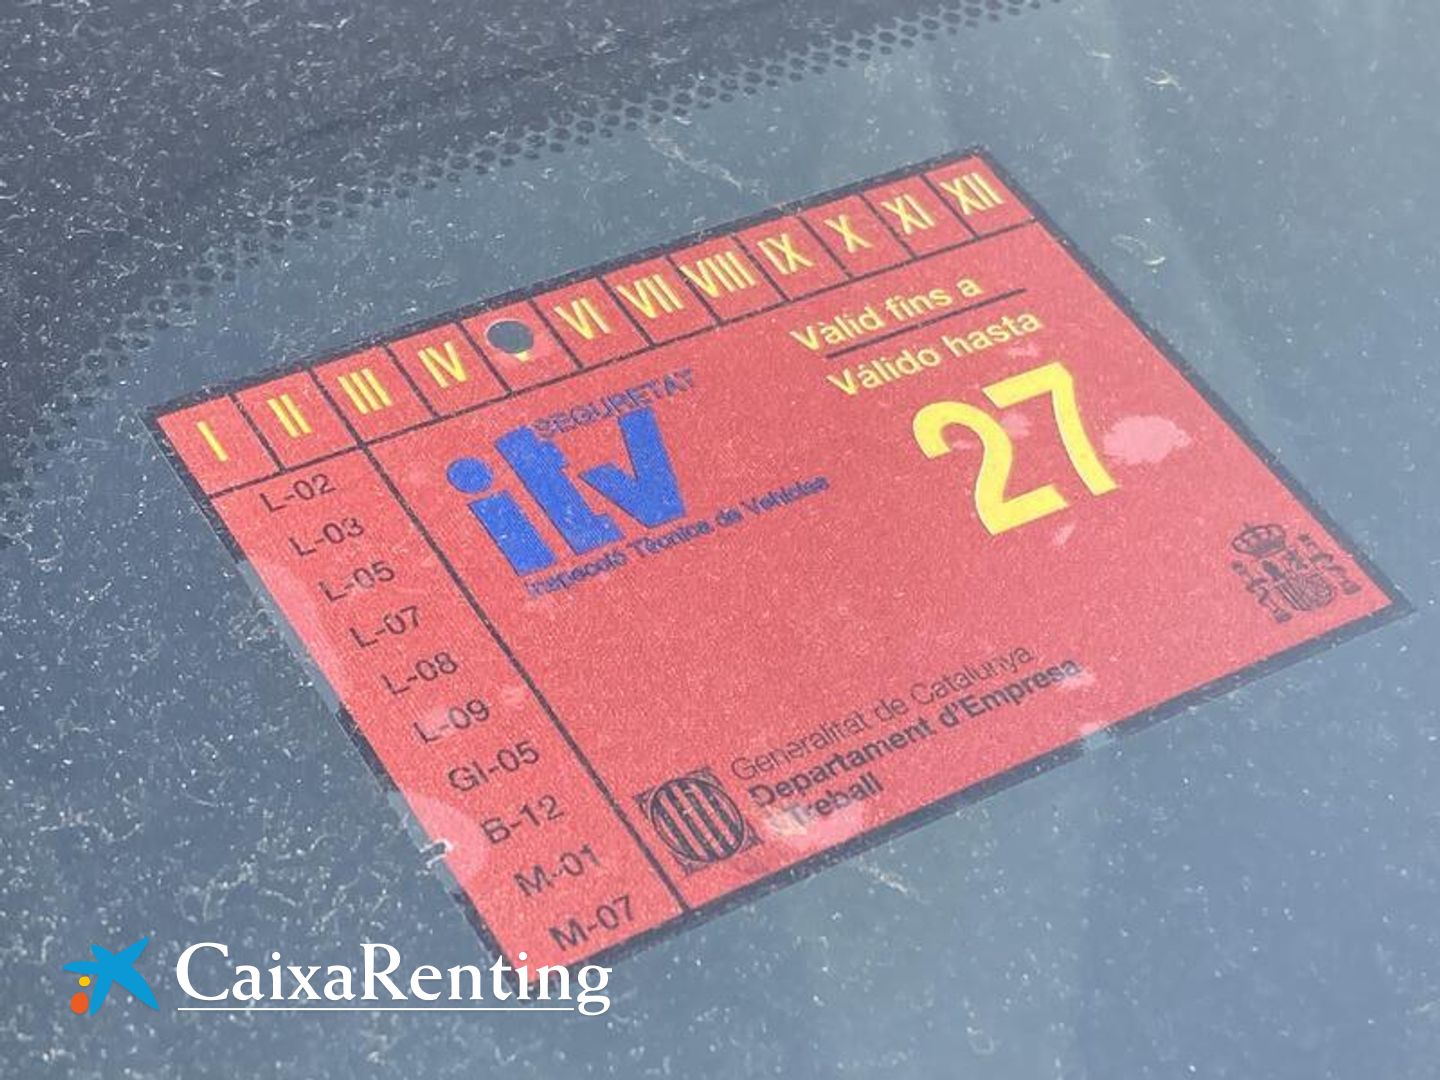 I II III IV V VI VII VIII IX X XI XII
Vàlid fins a
Válido hasta
27
SEGURETAT
itv
Inspecció Tècnica de Vehicles
L-02
L-03
L-05
L-07
L-08
L-09
GI-05
B-12
M-01
M-07
Generalitat de Catalunya
Departament d'Empresa
i Treball
CaixaRenting